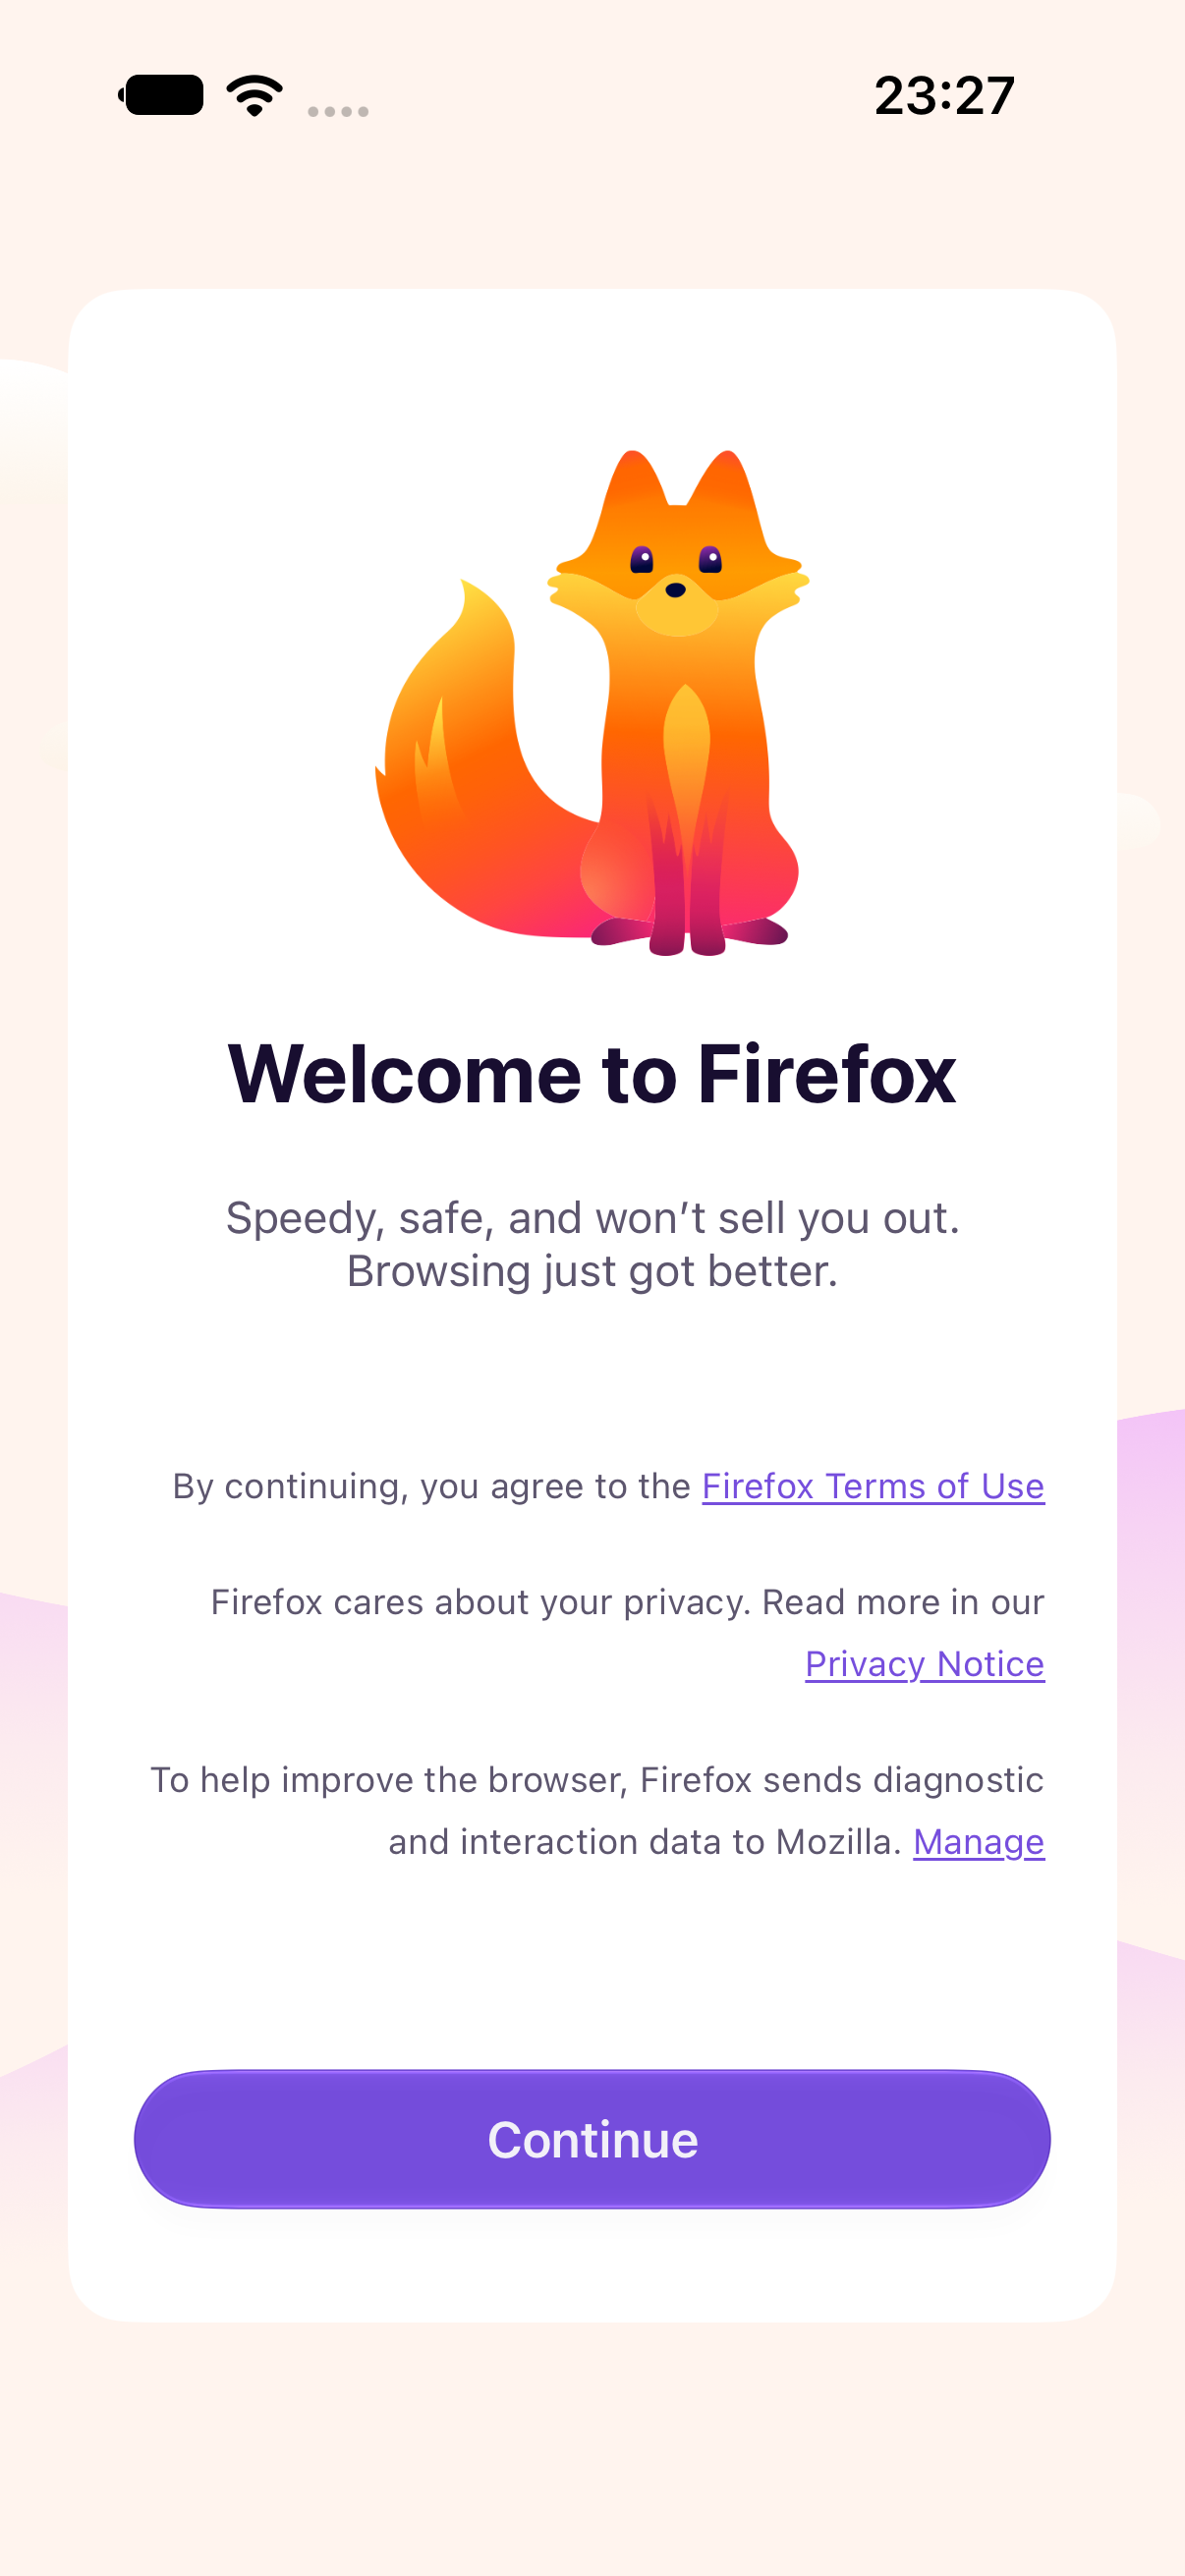 23:27
Welcome to Firefox
Speedy, safe, and won’t sell you out.
Browsing just got better.
By continuing, you agree to the Firefox Terms of Use
Firefox cares about your privacy. Read more in our
Privacy Notice
To help improve the browser, Firefox sends diagnostic
and interaction data to Mozilla. Manage
Continue